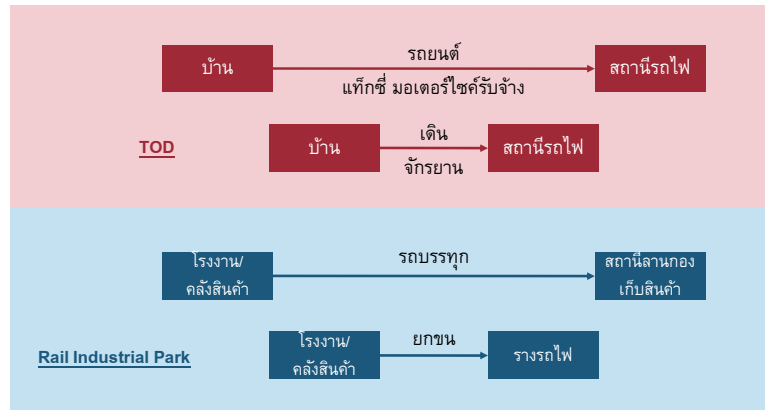 รถยนต์
บ้าน
สถานีรถไฟ
แท็กซี่ มอเตอร์ไซค์รับจ้าง
เดิน
TOD
บ้าน
สถานีรถไฟ
จักรยาน
โรงงาน/
คลังสินค้า
รถบรรทุก
สถานีลานกอง
เก็บสินค้า
Rail Industrial Park
โรงงาน/
คลังสินค้า
ยกขน
รางรถไฟ